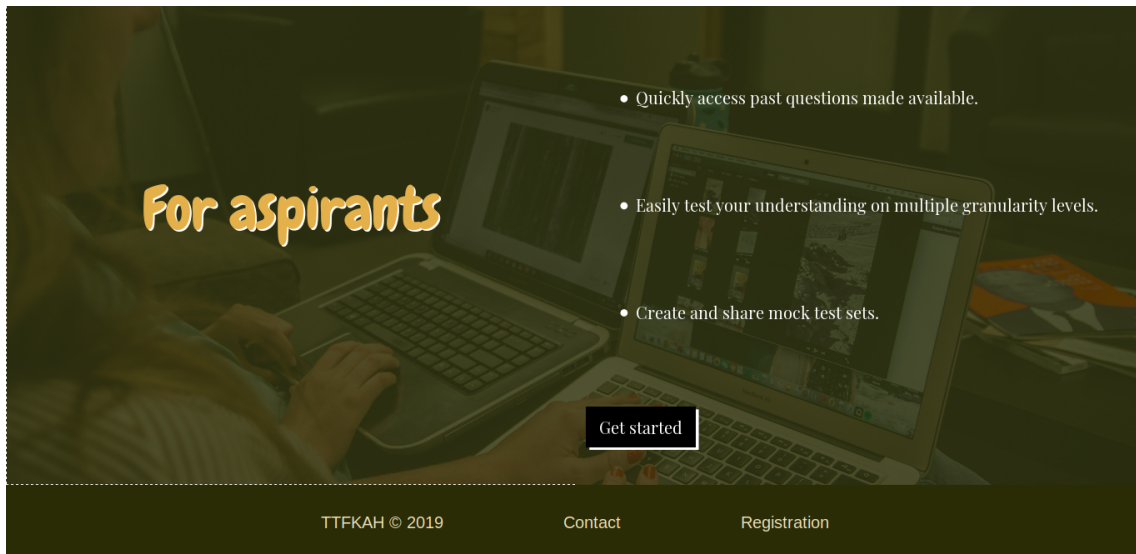 For aspirants
Quickly access past questions made available.
Easily test your understanding on multiple granularity levels.
Create and share mock test sets.
Get started
TTFKAH © 2019
Contact
Registration